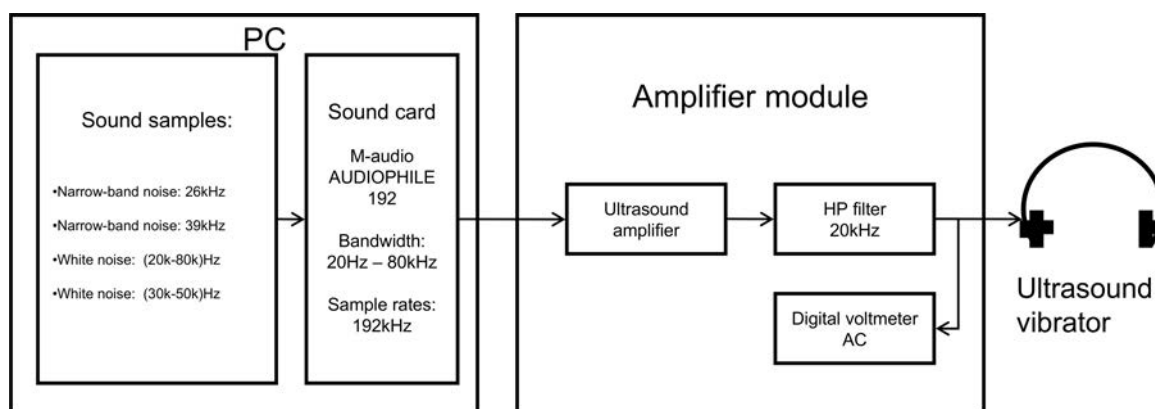 PC
Sound samples:
•Narrow-band noise: 26kHz
•Narrow-band noise: 39kHz
•White noise: (20k-80k)Hz
•White noise: (30k-50k)Hz
Sound card
M-audio
AUDIOPHILE
192
Bandwidth:
20Hz – 80kHz
Sample rates:
192kHz
Amplifier module
Ultrasound
amplifier
HP filter
20kHz
Digital voltmeter
AC
Ultrasound
vibrator